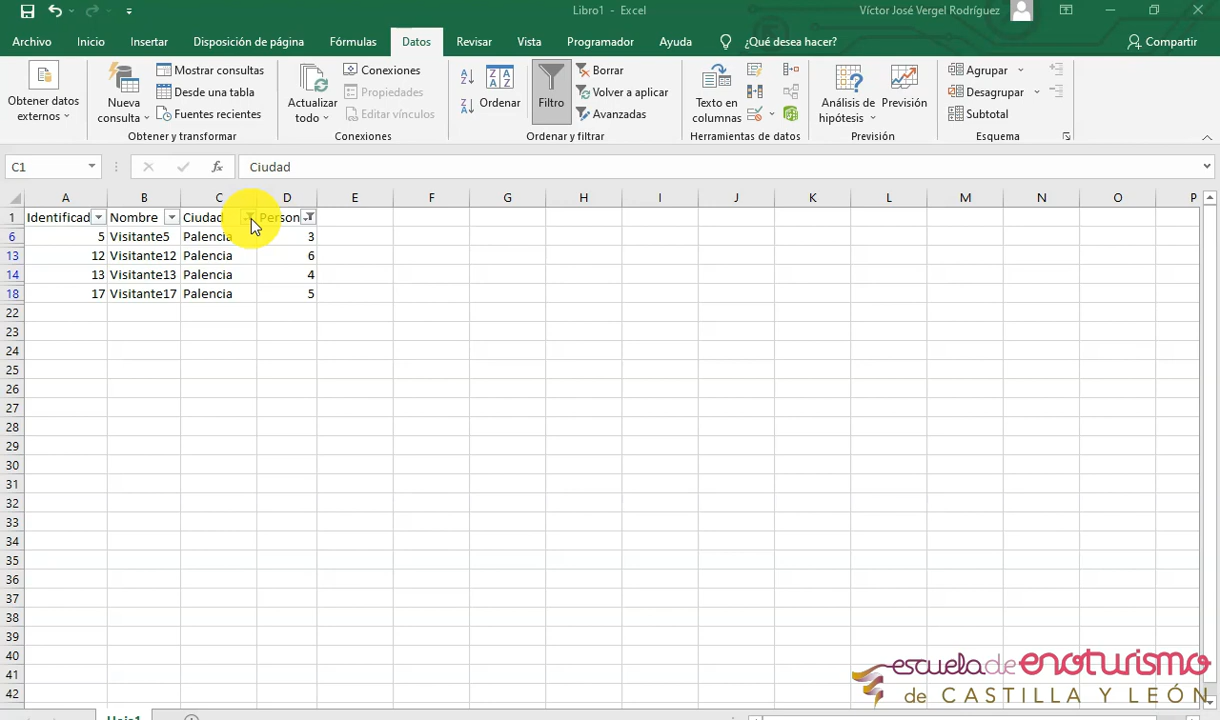 Libro1 - Excel
Víctor José Vergel Rodríguez
Archivo Inicio Insertar Disposición de página Fórmulas Datos Revisar Vista Programador Ayuda ¿Qué desea hacer? Compartir
Obtener datos externos
Nueva consulta
Mostrar consultas
Desde una tabla
Fuentes recientes
Obtener y transformar
Actualizar todo
Conexiones
Propiedades
Editar vínculos
Conexiones
Ordenar
Filtro
Borrar
Volver a aplicar
Avanzadas
Ordenar y filtrar
Texto en columnas
Herramientas de datos
Análisis de hipótesis
Previsión
Previsión
Agrupar
Desagrupar
Subtotal
Esquema
C1 fx Ciudad
A B C D E F G H I J K L M N O P
1 Identificad Nombre Ciudad Person
6 5 Visitante5 Palencia 3
13 12 Visitante12 Palencia 6
14 13 Visitante13 Palencia 4
18 17 Visitante17 Palencia 5
22
23
24
25
26
27
28
29
30
31
32
33
34
35
36
37
38
39
40
41
42
escuela de enoturismo
de CASTILLA Y LEÓN
Hoja1